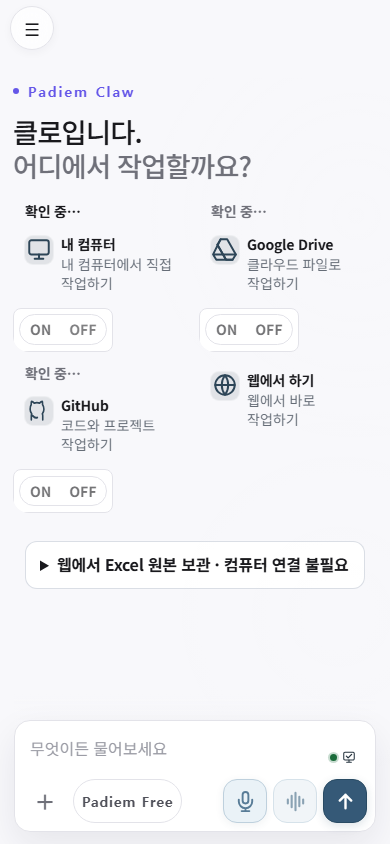 Padiem Claw
클로입니다.
어디에서 작업할까요?
확인 중…
내 컴퓨터
내 컴퓨터에서 직접
작업하기
ON OFF
확인 중…
Google Drive
클라우드 파일로
작업하기
ON OFF
확인 중…
GitHub
코드와 프로젝트
작업하기
ON OFF
웹에서 하기
웹에서 바로
작업하기
▶ 웹에서 Excel 원본 보관 · 컴퓨터 연결 불필요
무엇이든 물어보세요
Padiem Free